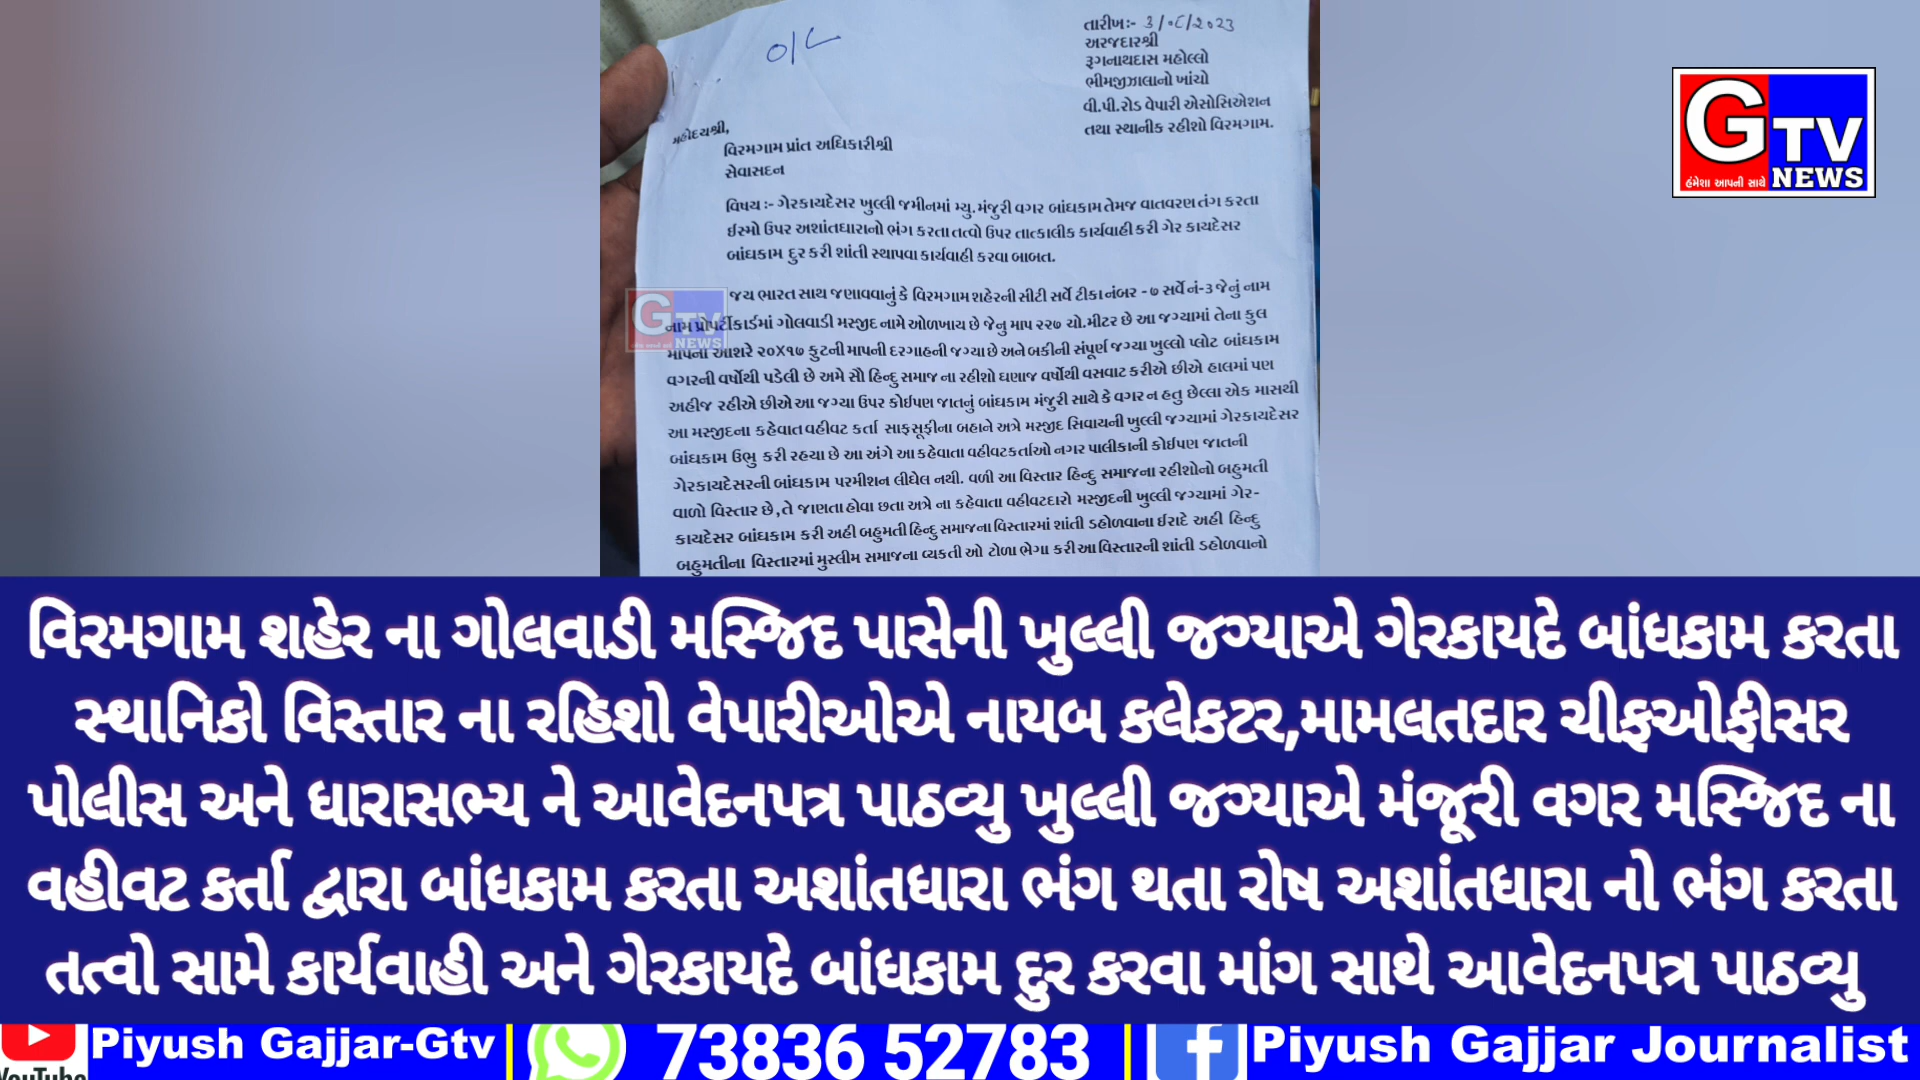 તારીખઃ- 3/૦૮/૨૦૨૩
અરજદારશ્રી
રૂગનાથદાસ મહોલ્લો
ભીમજીઝાલાનો ખાંચો
વી.પી.રોડ વેપારી એસોસિએશન
તથા સ્થાનીક રહીશો વિરમગામ.
મહોદયશ્રી,
વિરમગામ પ્રાંત અધિકારીશ્રી
સેવાસદન
વિષય ઃ- ગેરકાયદેસર ખુલ્લી જમીનમાં મ્યુ. મંજુરી વગર બાંધકામ તેમજ વાતવરણ તંગ કરતા
ઈસ્મો ઉપર અશાંતધારાનો ભંગ કરતા તત્વો ઉપર તાત્કાલીક કાર્યવાહી કરી ગેર કાયદેસર
બાંધકામ દુર કરી શાંતી સ્થાપવા કાર્યવાહી કરવા બાબત.
જય ભારત સાથ જણાવવાનું કે વિરમગામ શહેરની સીટી સર્વે ટીકા નંબર - ૭ સર્વે નં-૩ જેનું નામ
નામ પ્રોપર્ટીકાર્ડમાં ગોલવાડી મસ્જીદ નામે ઓળખાય છે જેનુ માપ ૨૨૭ ચો.મીટર છે આ જગ્યામાં તેના કુલ
માપના આશરે ૨૦X૧૭ ફુટની માપની દરગાહની જગ્યા છે અને બકીની સંપૂર્ણ જગ્યા ખુલ્લો પ્લોટ બાંધકામ
વગરની વર્ષોથી પડેલી છે અમે સૌ હિન્દુ સમાજ ના રહીશો ઘણાજ વર્ષોથી વસવાટ કરીએ છીએ હાલમાં પણ
અહીજ રહીએ છીએ આ જગ્યા ઉપર કોઈપણ જાતનું બાંધકામ મંજુરી સાથે કે વગર ન હતુ છેલ્લા એક માસથી
આ મસ્જીદના કહેવાત વહીવટ કર્તા સાફસૂફીના બહાને અત્રે મસ્જીદ સિવાયની ખુલ્લી જગ્યામાં ગેરકાયદેસર
બાંધકામ ઉભુ કરી રહયા છે આ અંગે આ કહેવાતા વહીવટકર્તાઓ નગર પાલીકાની કોઈપણ જાતની
ગેરકાયદેસરની બાંધકામ પરમીશન લીધેલ નથી. વળી આ વિસ્તાર હિન્દુ સમાજના રહીશોનો બહુમતી
વાળો વિસ્તાર છે, તે જાણતા હોવા છતા અત્રે ના કહેવાતા વહીવટદારો મસ્જીદની ખુલ્લી જગ્યામાં ગેર-
કાયદેસર બાંધકામ કરી અહી બહુમતી હિન્દુ સમાજના વિસ્તારમાં શાંતી ડહોળવાના ઈરાદે અહી હિન્દુ
બહુમતીના વિસ્તારમાં મુસ્લીમ સમાજના વ્યકતી ઓ ટોળા ભેગા કરી આ વિસ્તારની શાંતી ડહોળવાનો
GTV
NEWS
હંમેશા આપની સાથે
GTV
NEWS
વિરમગામ શહેર ના ગોલવાડી મસ્જિદ પાસેની ખુલ્લી જગ્યાએ ગેરકાયદે બાંધકામ કરતા
સ્થાનિકો વિસ્તાર ના રહિશો વેપારીઓએ નાયબ કલેકટર,મામલતદાર ચીફઓફીસર
પોલીસ અને ધારાસભ્ય ને આવેદનપત્ર પાઠવ્યુ ખુલ્લી જગ્યાએ મંજૂરી વગર મસ્જિદ ના
વહીવટ કર્તા દ્વારા બાંધકામ કરતા અશાંતધારા ભંગ થતા રોષ અશાંતધારા નો ભંગ કરતા
તત્વો સામે કાર્યવાહી અને ગેરકાયદે બાંધકામ દુર કરવા માંગ સાથે આવેદનપત્ર પાઠવ્યુ
YouTube
Piyush Gajjar-Gtv
73836 52783
Piyush Gajjar Journalist